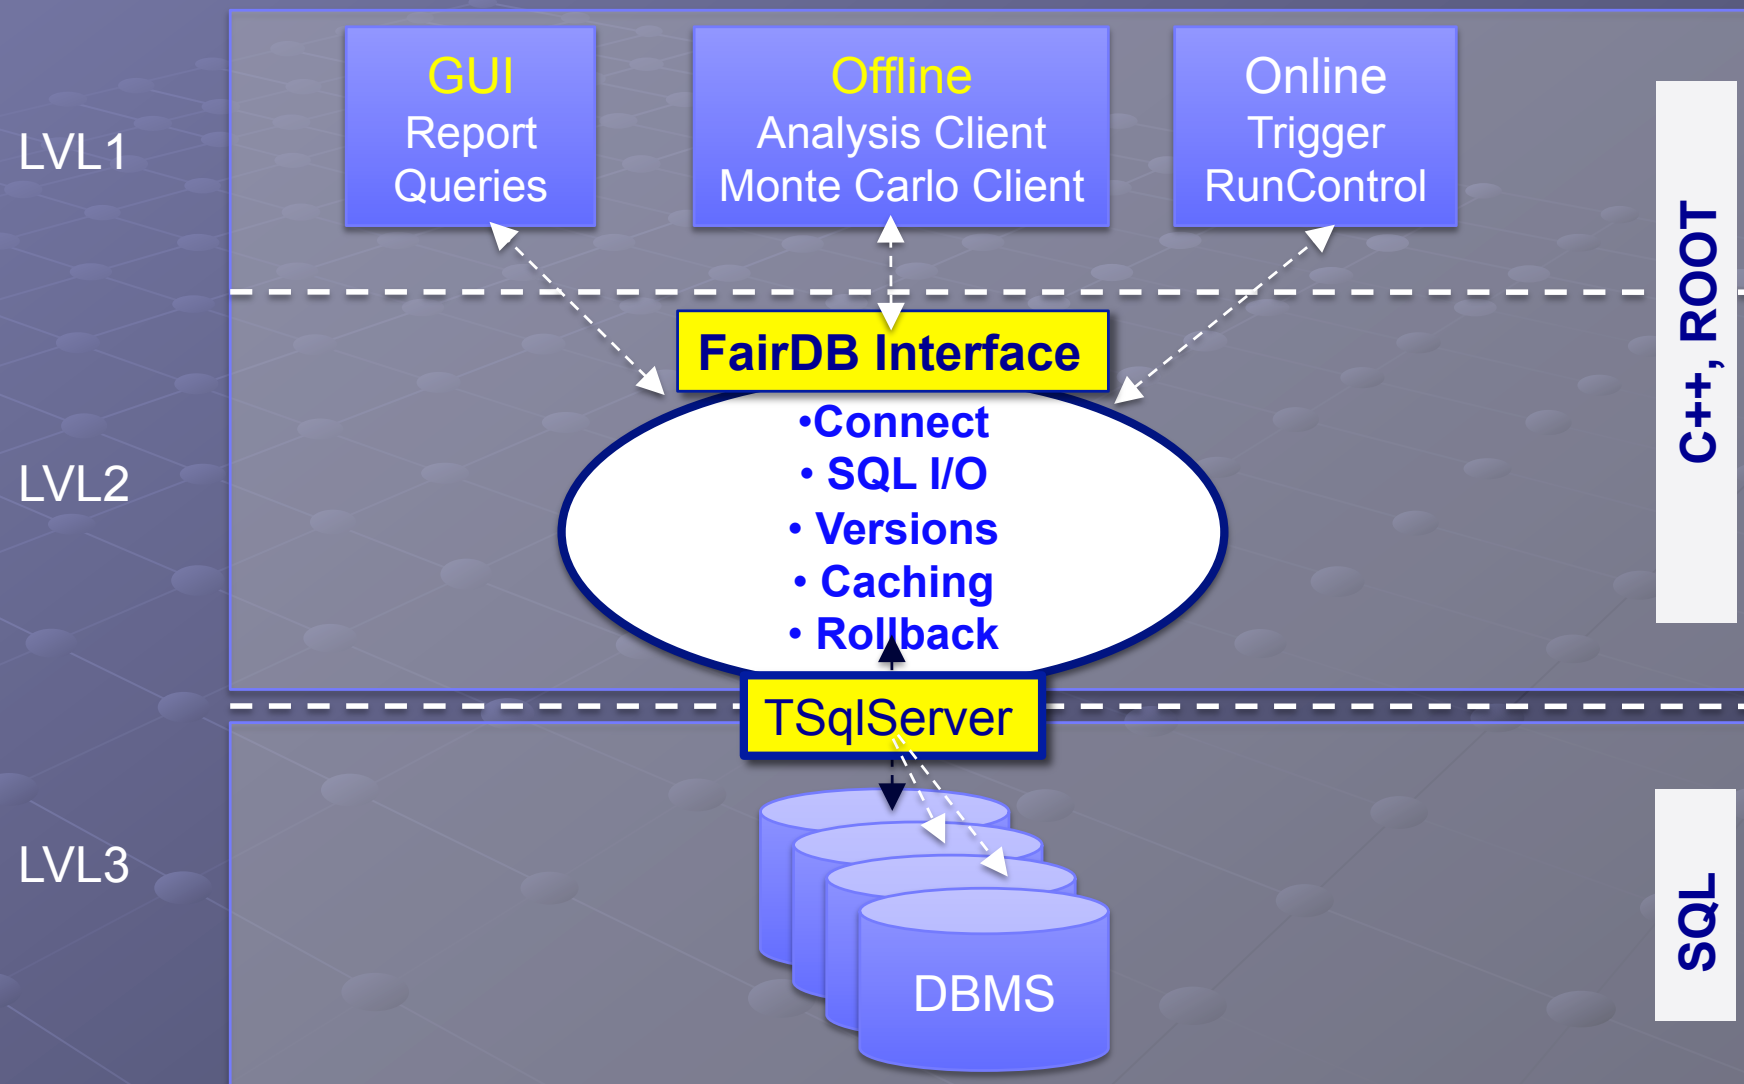 LVL1
GUI
Report
Queries
Offline
Analysis Client
Monte Carlo Client
Online
Trigger
RunControl
C++, ROOT
LVL2
FairDB Interface
•Connect
• SQL I/O
• Versions
• Caching
• Rollback
TSqlServer
LVL3
DBMS
SQL